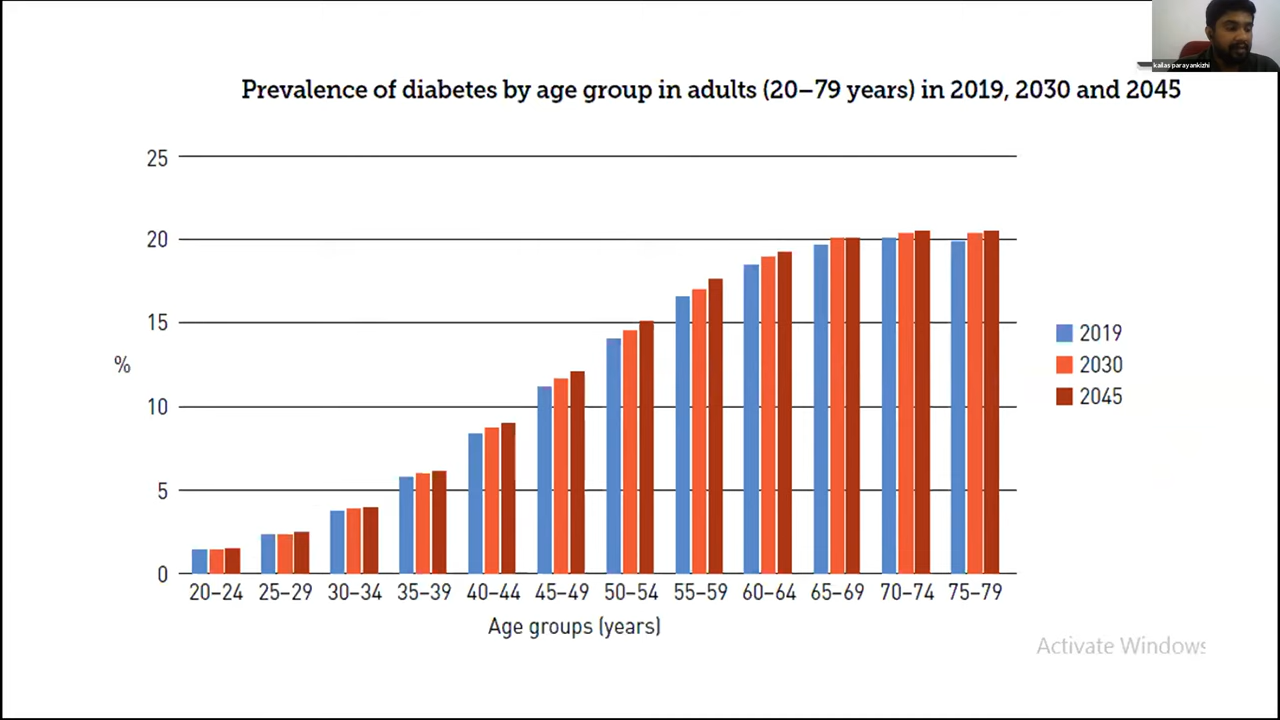 kailas parayankizhi
Prevalence of diabetes by age group in adults (20–79 years) in 2019, 2030 and 2045
25
20
15
%
10
5
0
20–24 25–29 30–34 35–39 40–44 45–49 50–54 55–59 60–64 65–69 70–74 75–79
Age groups (years)
2019
2030
2045
Activate Windows